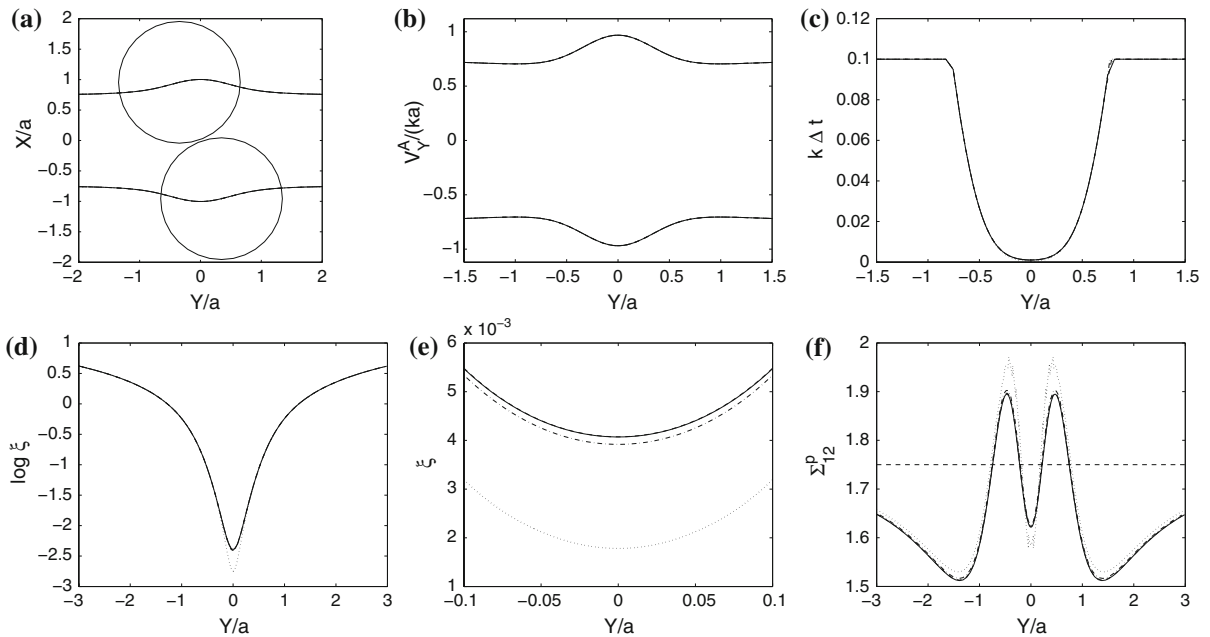 (a)
2
1.5
1
0.5
0
−0.5
−1
−1.5
−2
X/a
−2 −1 0 1 2
Y/a
(b)
1
0.5
0
−0.5
−1
V_Y^A/(ka)
−1.5 −1 −0.5 0 0.5 1 1.5
Y/a
(c)
0.12
0.1
0.08
0.06
0.04
0.02
0
k Δ t
−1.5 −1 −0.5 0 0.5 1 1.5
Y/a
(d)
1
0.5
0
−0.5
−1
−1.5
−2
−2.5
−3
log ξ
−3 −2 −1 0 1 2 3
Y/a
(e)
x 10⁻³
6
5
4
3
2
1
ξ
−0.1 −0.05 0 0.05 0.1
Y/a
(f)
2
1.9
1.8
1.7
1.6
1.5
Σ_12^p
−3 −2 −1 0 1 2 3
Y/a